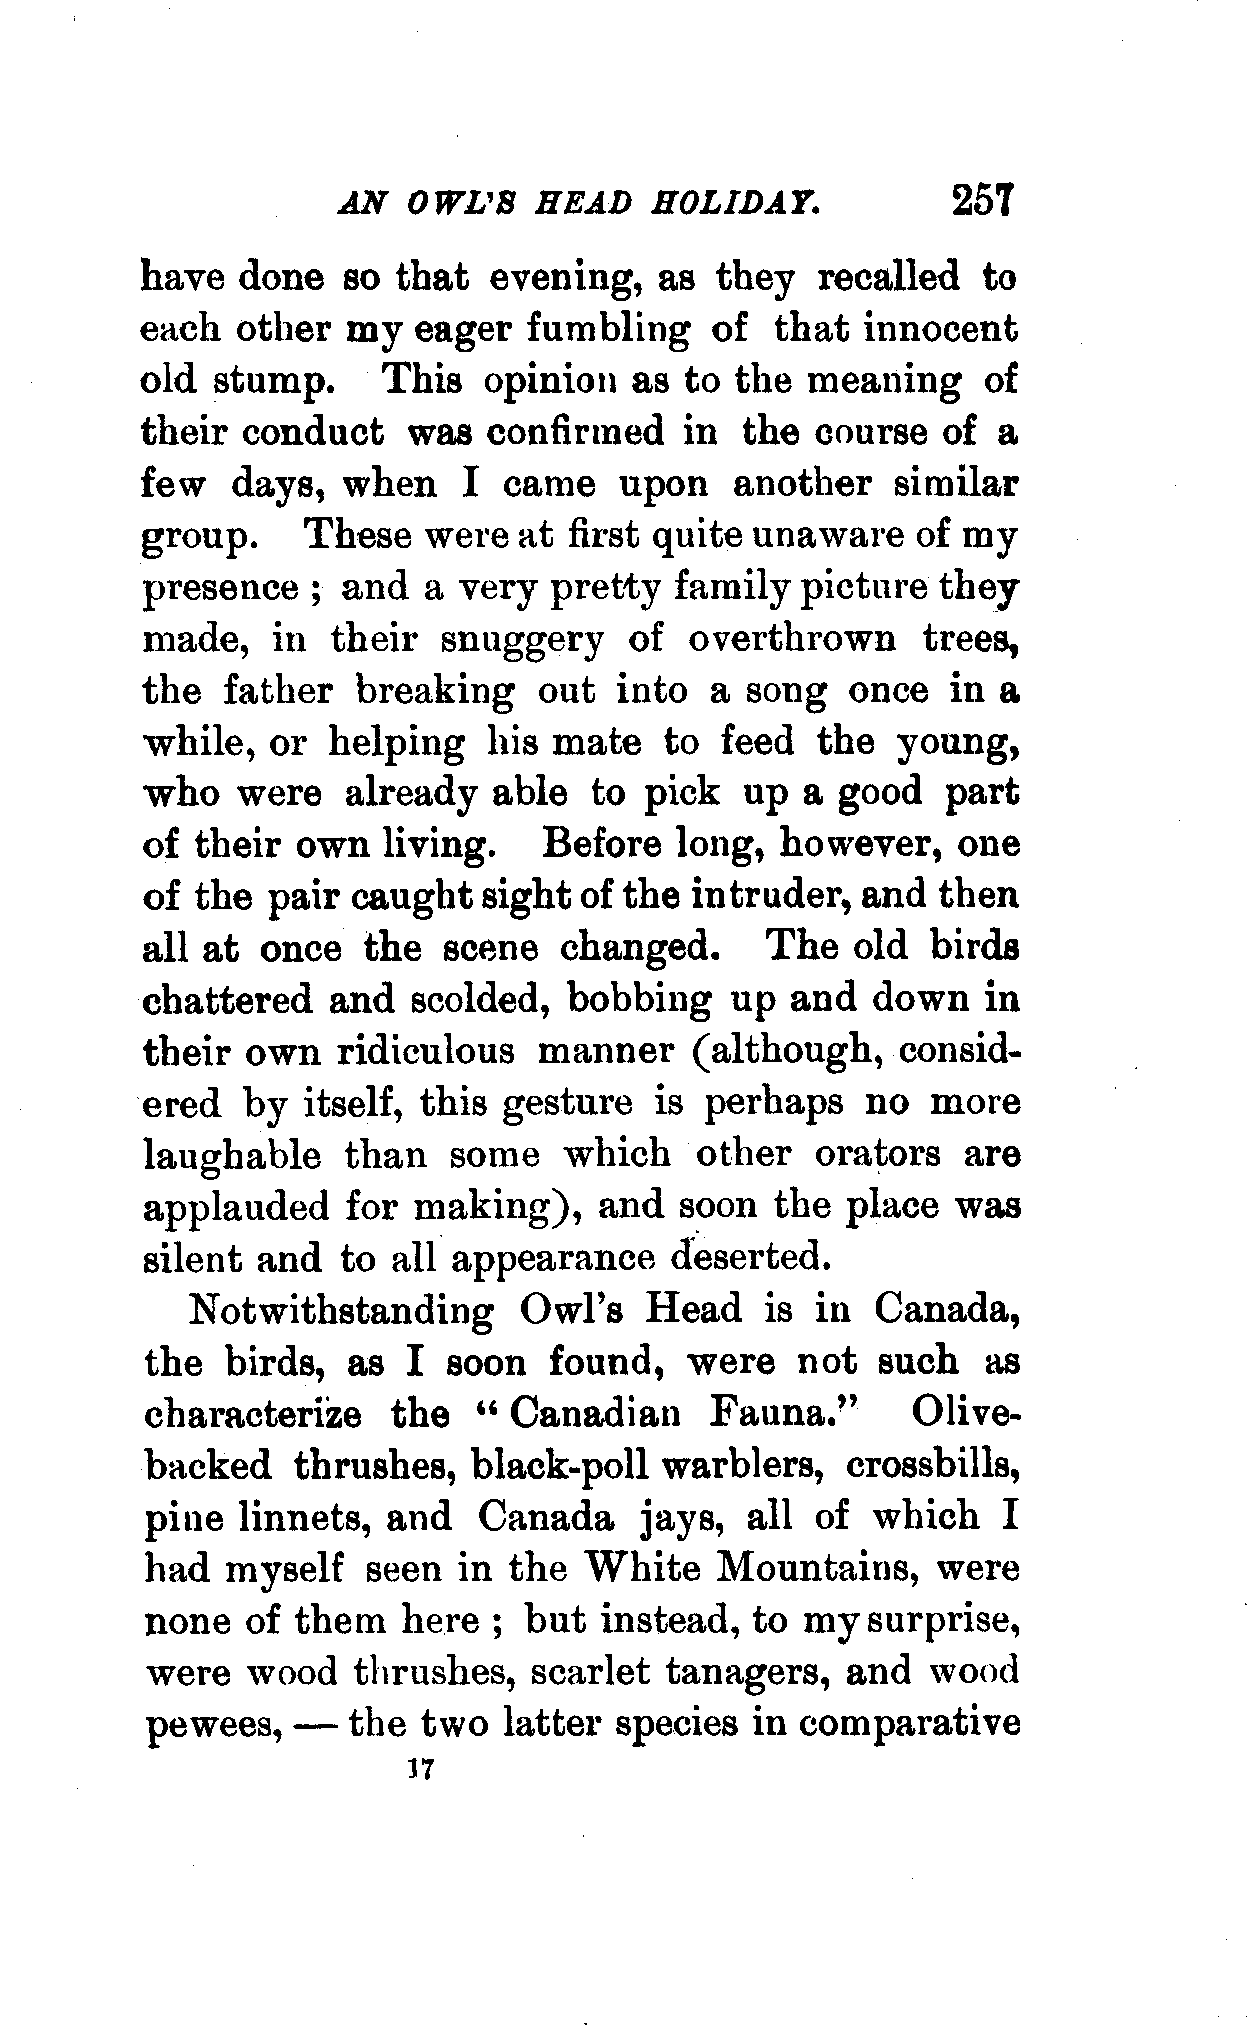 AN OWL'S HEAD HOLIDAY. 257
have done so that evening, as they recalled to
each other my eager fumbling of that innocent
old stump. This opinion as to the meaning of
their conduct was confirmed in the course of a
few days, when I came upon another similar
group. These were at first quite unaware of my
presence ; and a very pretty family picture they
made, in their snuggery of overthrown trees,
the father breaking out into a song once in a
while, or helping his mate to feed the young,
who were already able to pick up a good part
of their own living. Before long, however, one
of the pair caught sight of the intruder, and then
all at once the scene changed. The old birds
chattered and scolded, bobbing up and down in
their own ridiculous manner (although, consid-
ered by itself, this gesture is perhaps no more
laughable than some which other orators are
applauded for making), and soon the place was
silent and to all appearance deserted.
Notwithstanding Owl's Head is in Canada,
the birds, as I soon found, were not such as
characterize the “ Canadian Fauna.” Olive-
backed thrushes, black-poll warblers, crossbills,
pine linnets, and Canada jays, all of which I
had myself seen in the White Mountains, were
none of them here ; but instead, to my surprise,
were wood thrushes, scarlet tanagers, and wood
pewees, — the two latter species in comparative
17